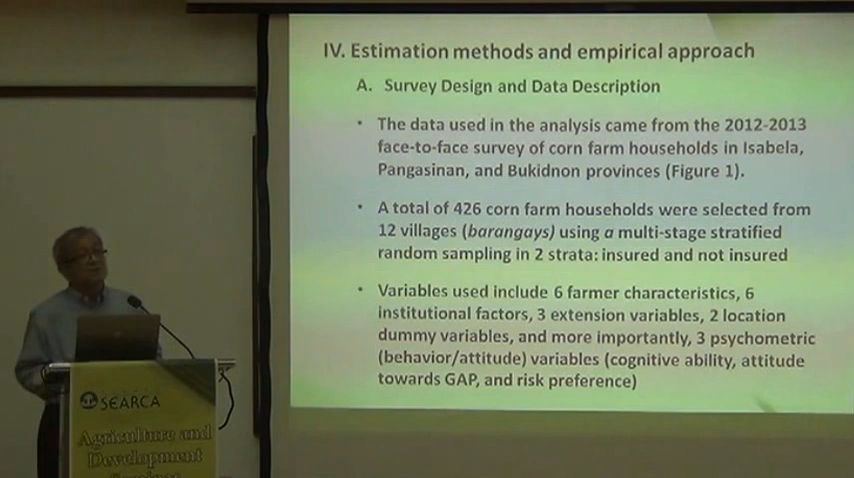 IV. Estimation methods and empirical approach
A. Survey Design and Data Description
• The data used in the analysis came from the 2012-2013
face-to-face survey of corn farm households in Isabela,
Pangasinan, and Bukidnon provinces (Figure 1).
• A total of 426 corn farm households were selected from
12 villages (barangays) using a multi-stage stratified
random sampling in 2 strata: insured and not insured
• Variables used include 6 farmer characteristics, 6
institutional factors, 3 extension variables, 2 location
dummy variables, and more importantly, 3 psychometric
(behavior/attitude) variables (cognitive ability, attitude
towards GAP, and risk preference)
SEARCA
Agriculture and
Development